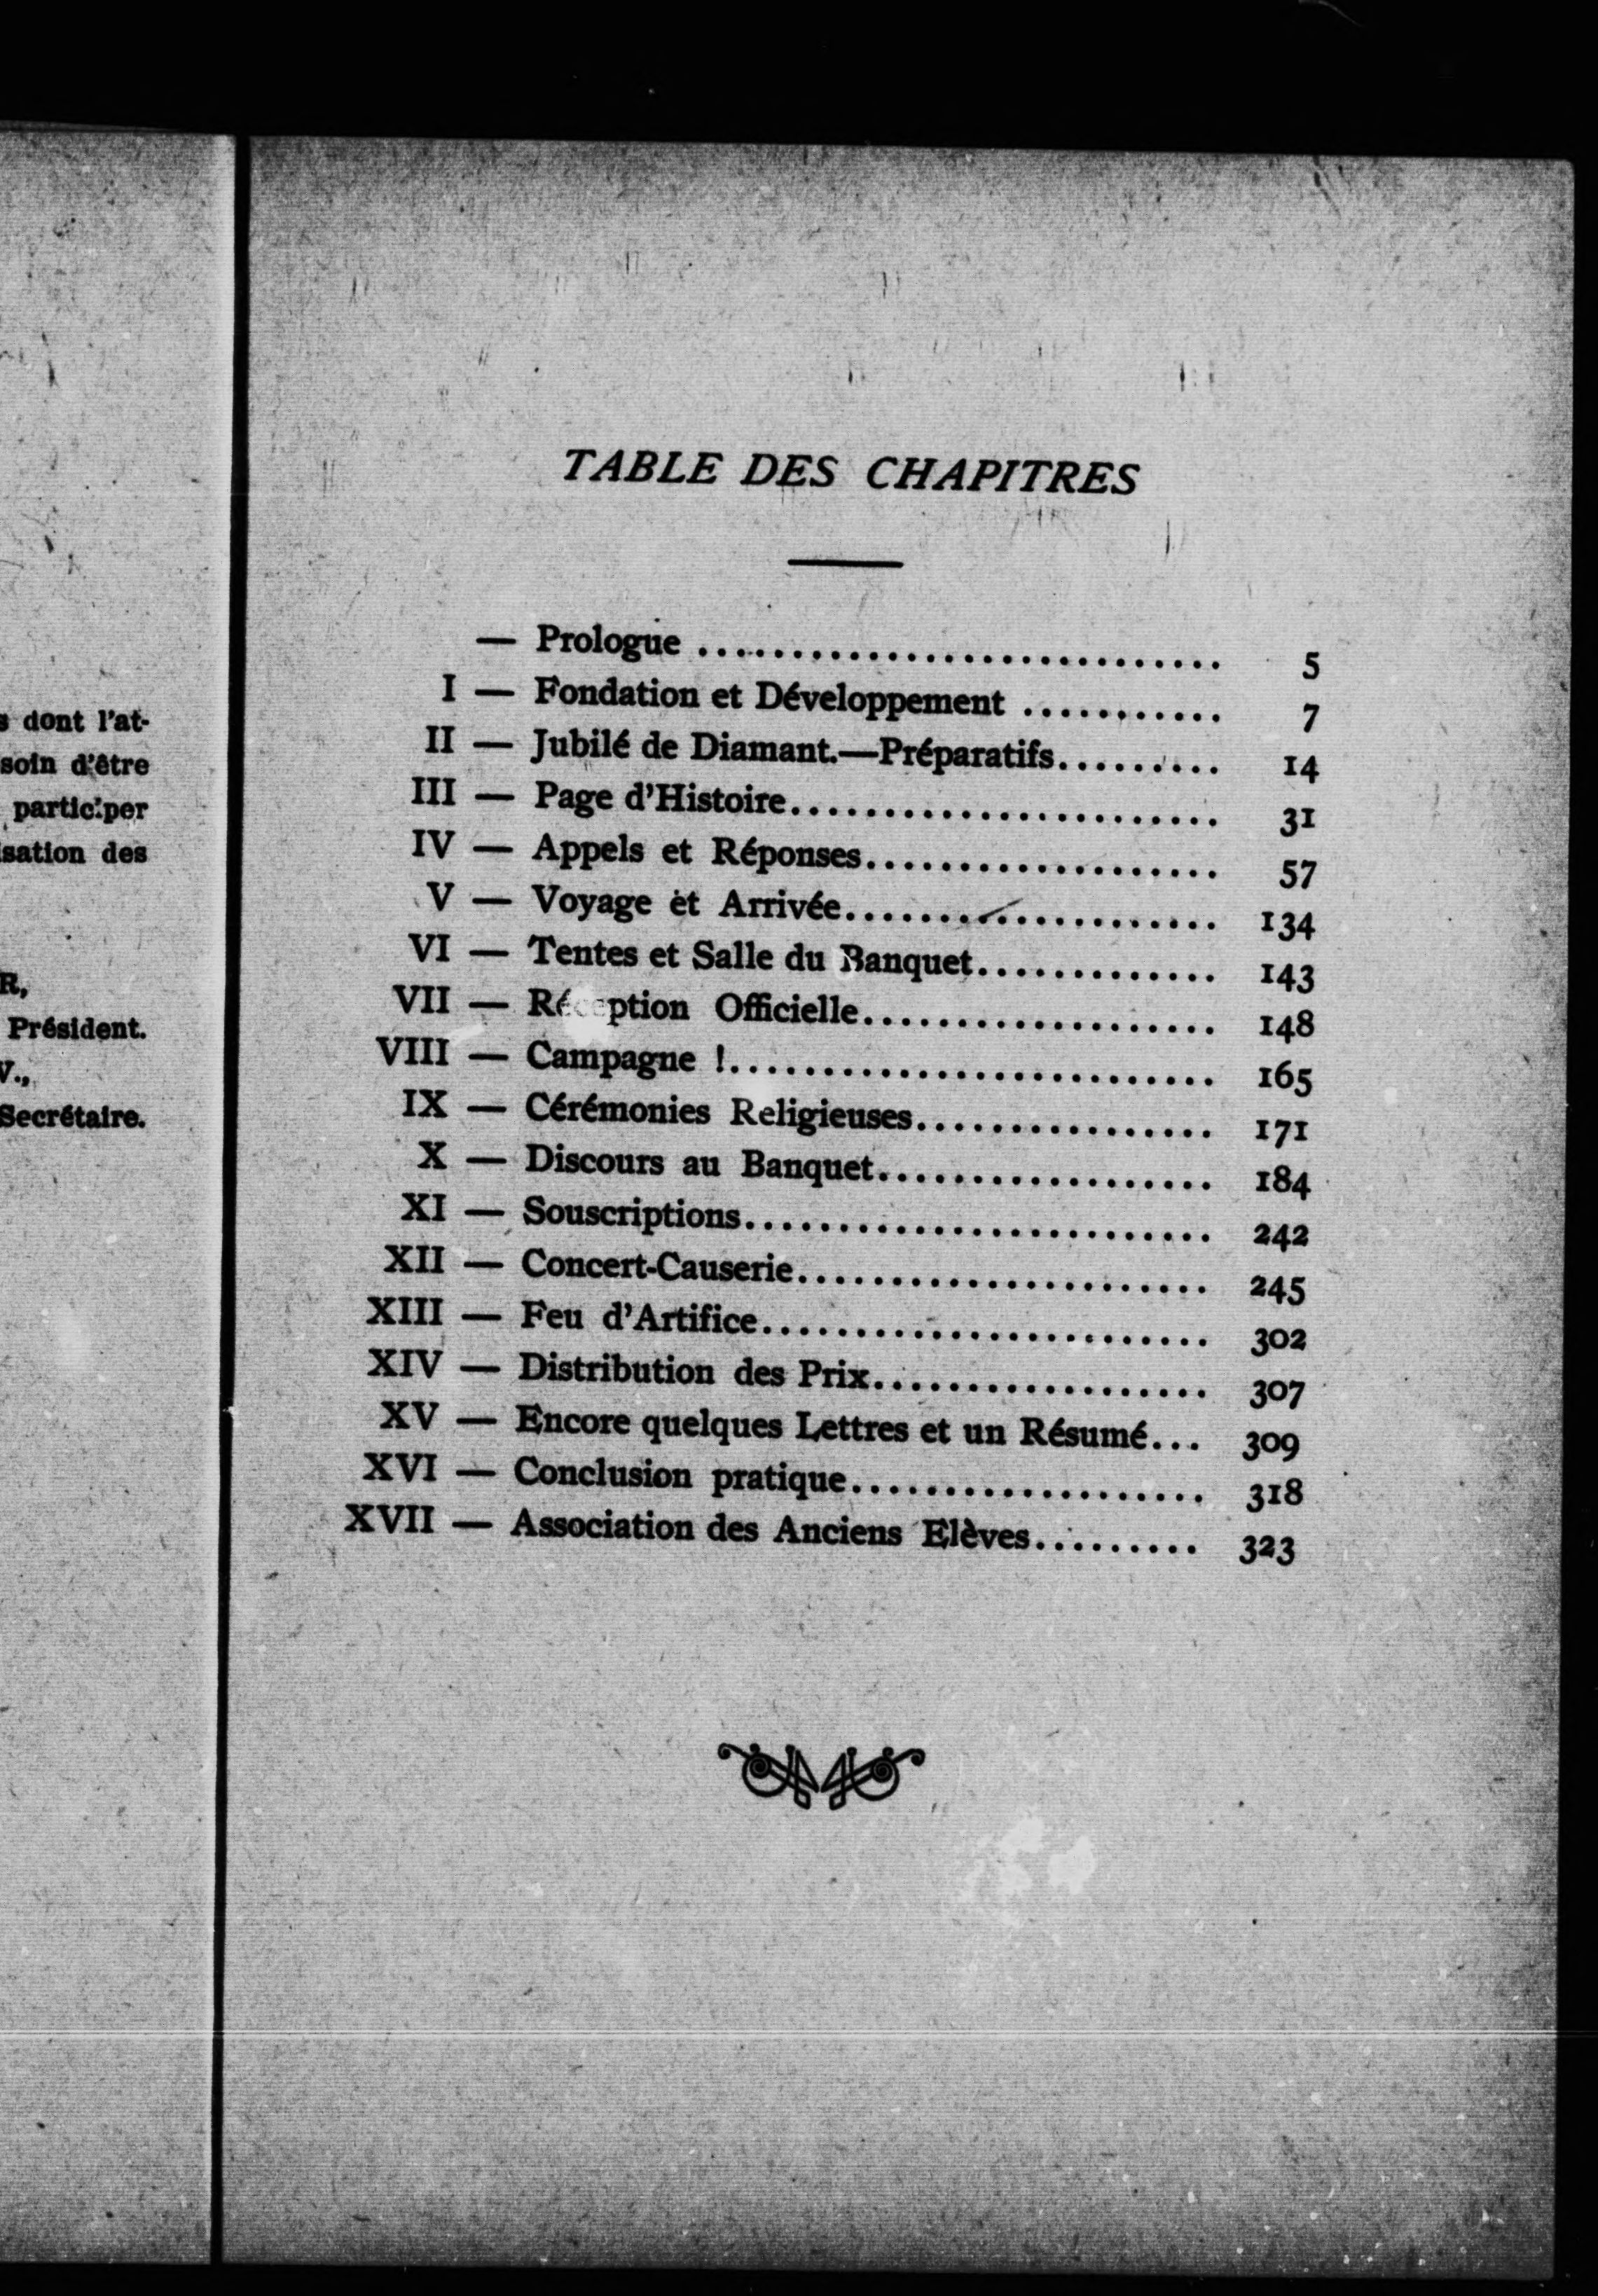 s dont l'at-
soin d'être
participer
isation des
R,
Président.
V.,
Secrétaire.
TABLE DES CHAPITRES
— Prologue .............................. 5
I — Fondation et Développement ........... 7
II — Jubilé de Diamant.—Préparatifs......... 14
III — Page d'Histoire....................... 31
IV — Appels et Réponses................... 57
V — Voyage et Arrivée.................... 134
VI — Tentes et Salle du Banquet............. 143
VII — Réception Officielle................... 148
VIII — Campagne !.......................... 165
IX — Cérémonies Religieuses................ 171
X — Discours au Banquet.................. 184
XI — Souscriptions......................... 242
XII — Concert-Causerie...................... 245
XIII — Feu d'Artifice........................ 302
XIV — Distribution des Prix.................. 307
XV — Encore quelques Lettres et un Résumé... 309
XVI — Conclusion pratique................... 318
XVII — Association des Anciens Elèves......... 323